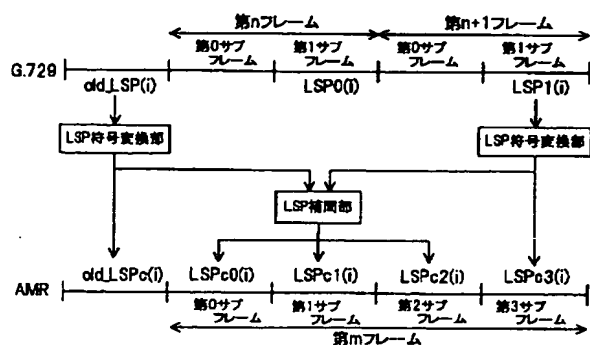 第nフレーム 第n+1フレーム
第0サブ 第1サブ 第0サブ 第1サブ
フレーム フレーム フレーム フレーム
G.729
old_LSP(i) LSP0(i) LSP1(i)
LSP符号変換部 LSP符号変換部
LSP補間部
old_LSPc(i) LSPc0(i) LSPc1(i) LSPc2(i) LSPc3(i)
AMR
第0サブ 第1サブ 第2サブ 第3サブ
フレーム フレーム フレーム フレーム
第mフレーム